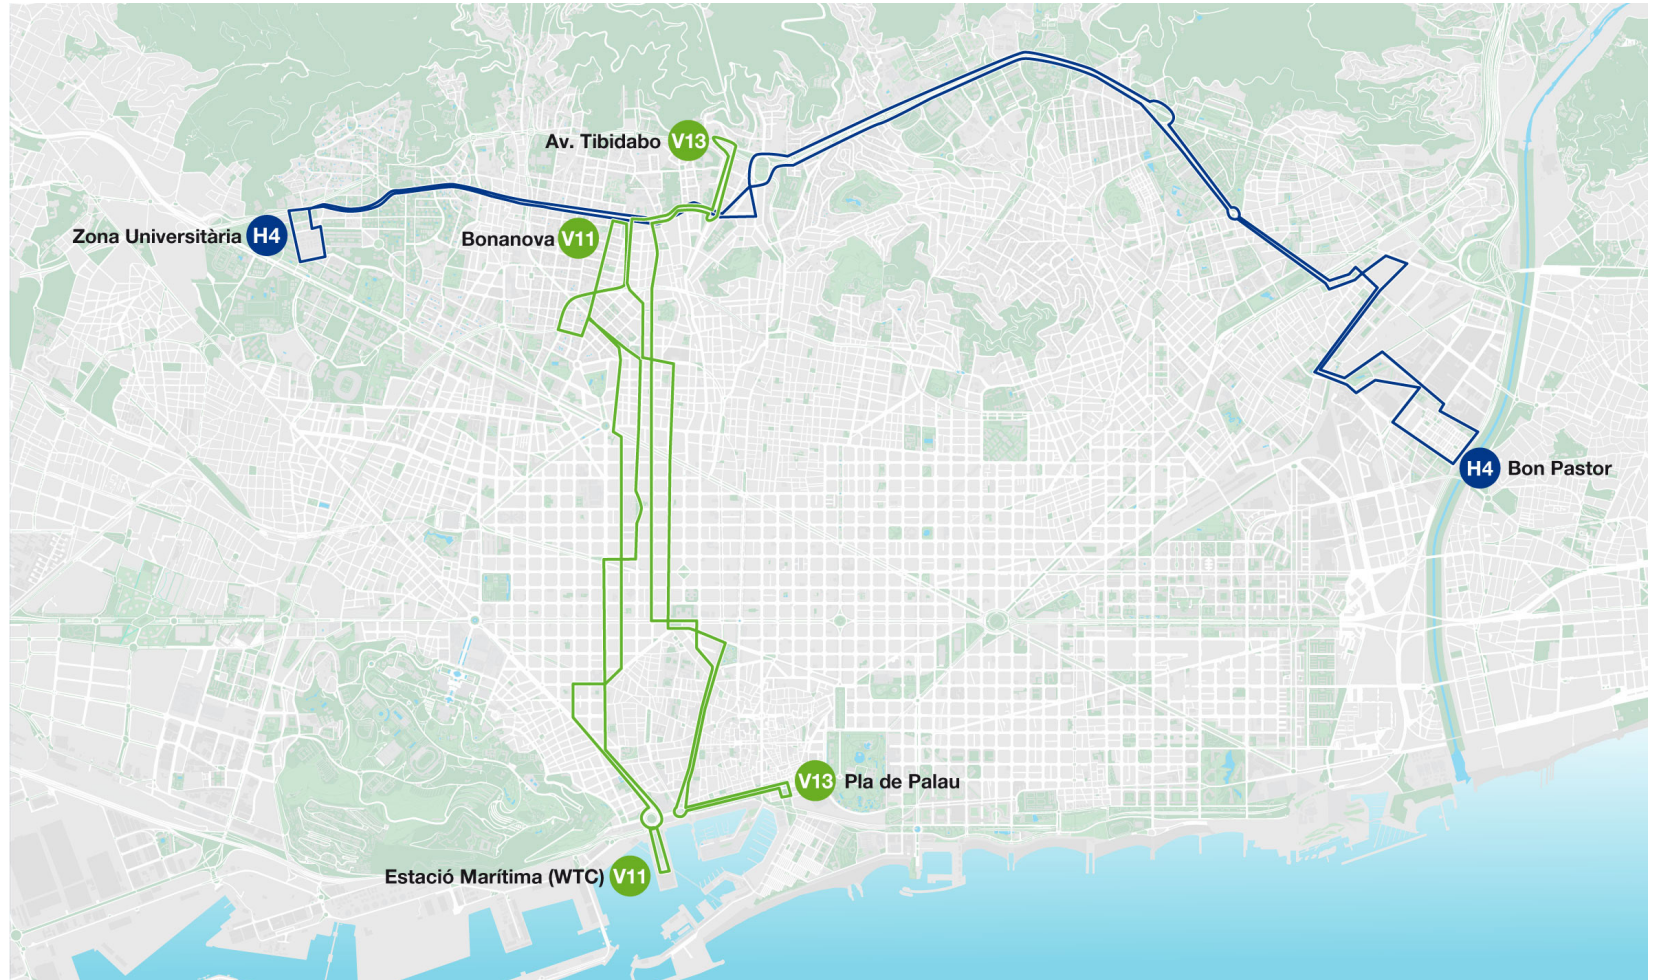 Av. Tibidabo V13
Zona Universitària H4
Bonanova V11
H4 Bon Pastor
V13 Pla de Palau
Estació Marítima (WTC) V11